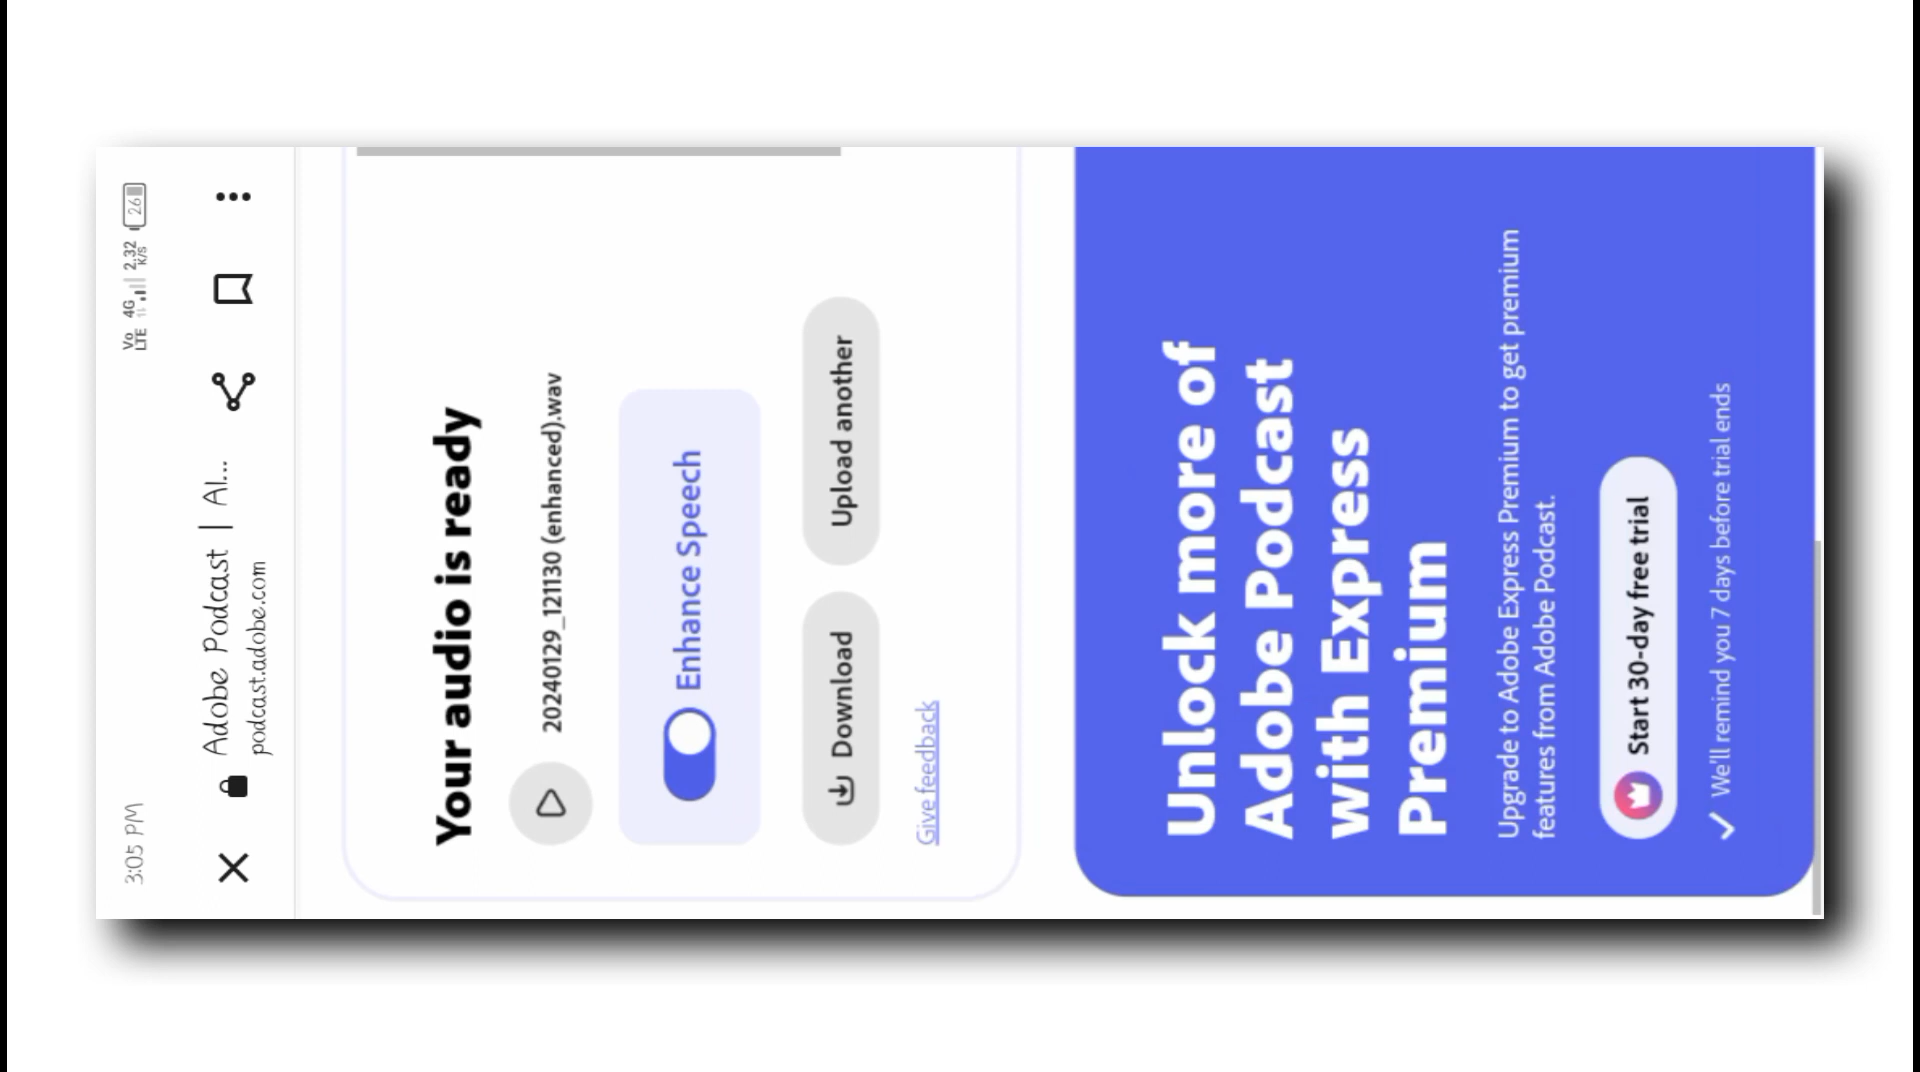 3:05 PM
Vo LTE 4G 2.32 K/S 26
Adobe Podcast | AI...
podcast.adobe.com
Your audio is ready
20240129_121130 (enhanced).wav
Enhance Speech
Download
Upload another
Give feedback
Unlock more of
Adobe Podcast
with Express
Premium
Upgrade to Adobe Express Premium to get premium
features from Adobe Podcast.
Start 30-day free trial
We'll remind you 7 days before trial ends